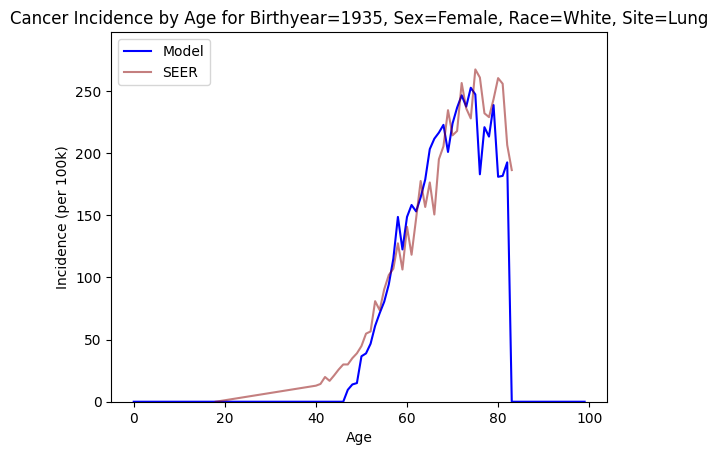 Cancer Incidence by Age for Birthyear=1935, Sex=Female, Race=White, Site=Lung
Model
SEER
Incidence (per 100k)
250
200
150
100
50
0
0 20 40 60 80 100
Age